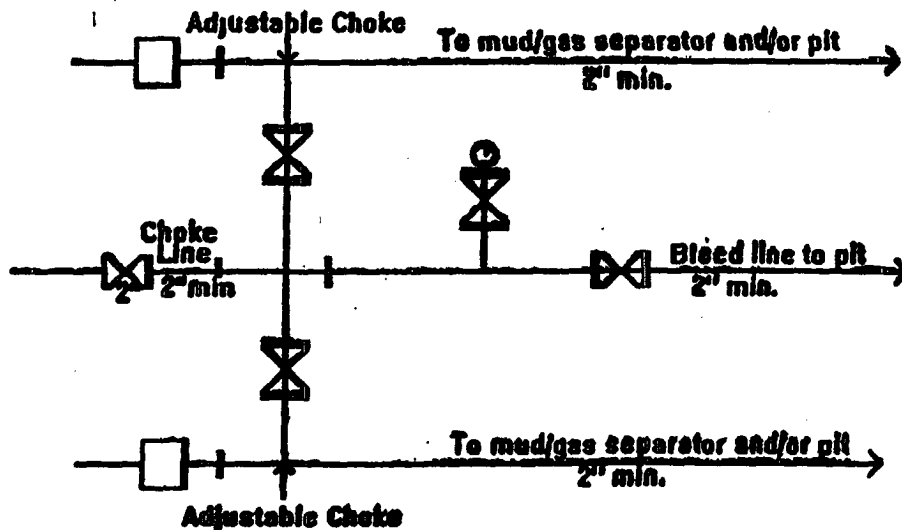 Adjustable Choke
To mud/gas separator and/or pit
2" min.
Choke
Line
2" 2" min
Bleed line to pit
2" min.
To mud/gas separator and/or pit
2" min.
Adjustable Choke